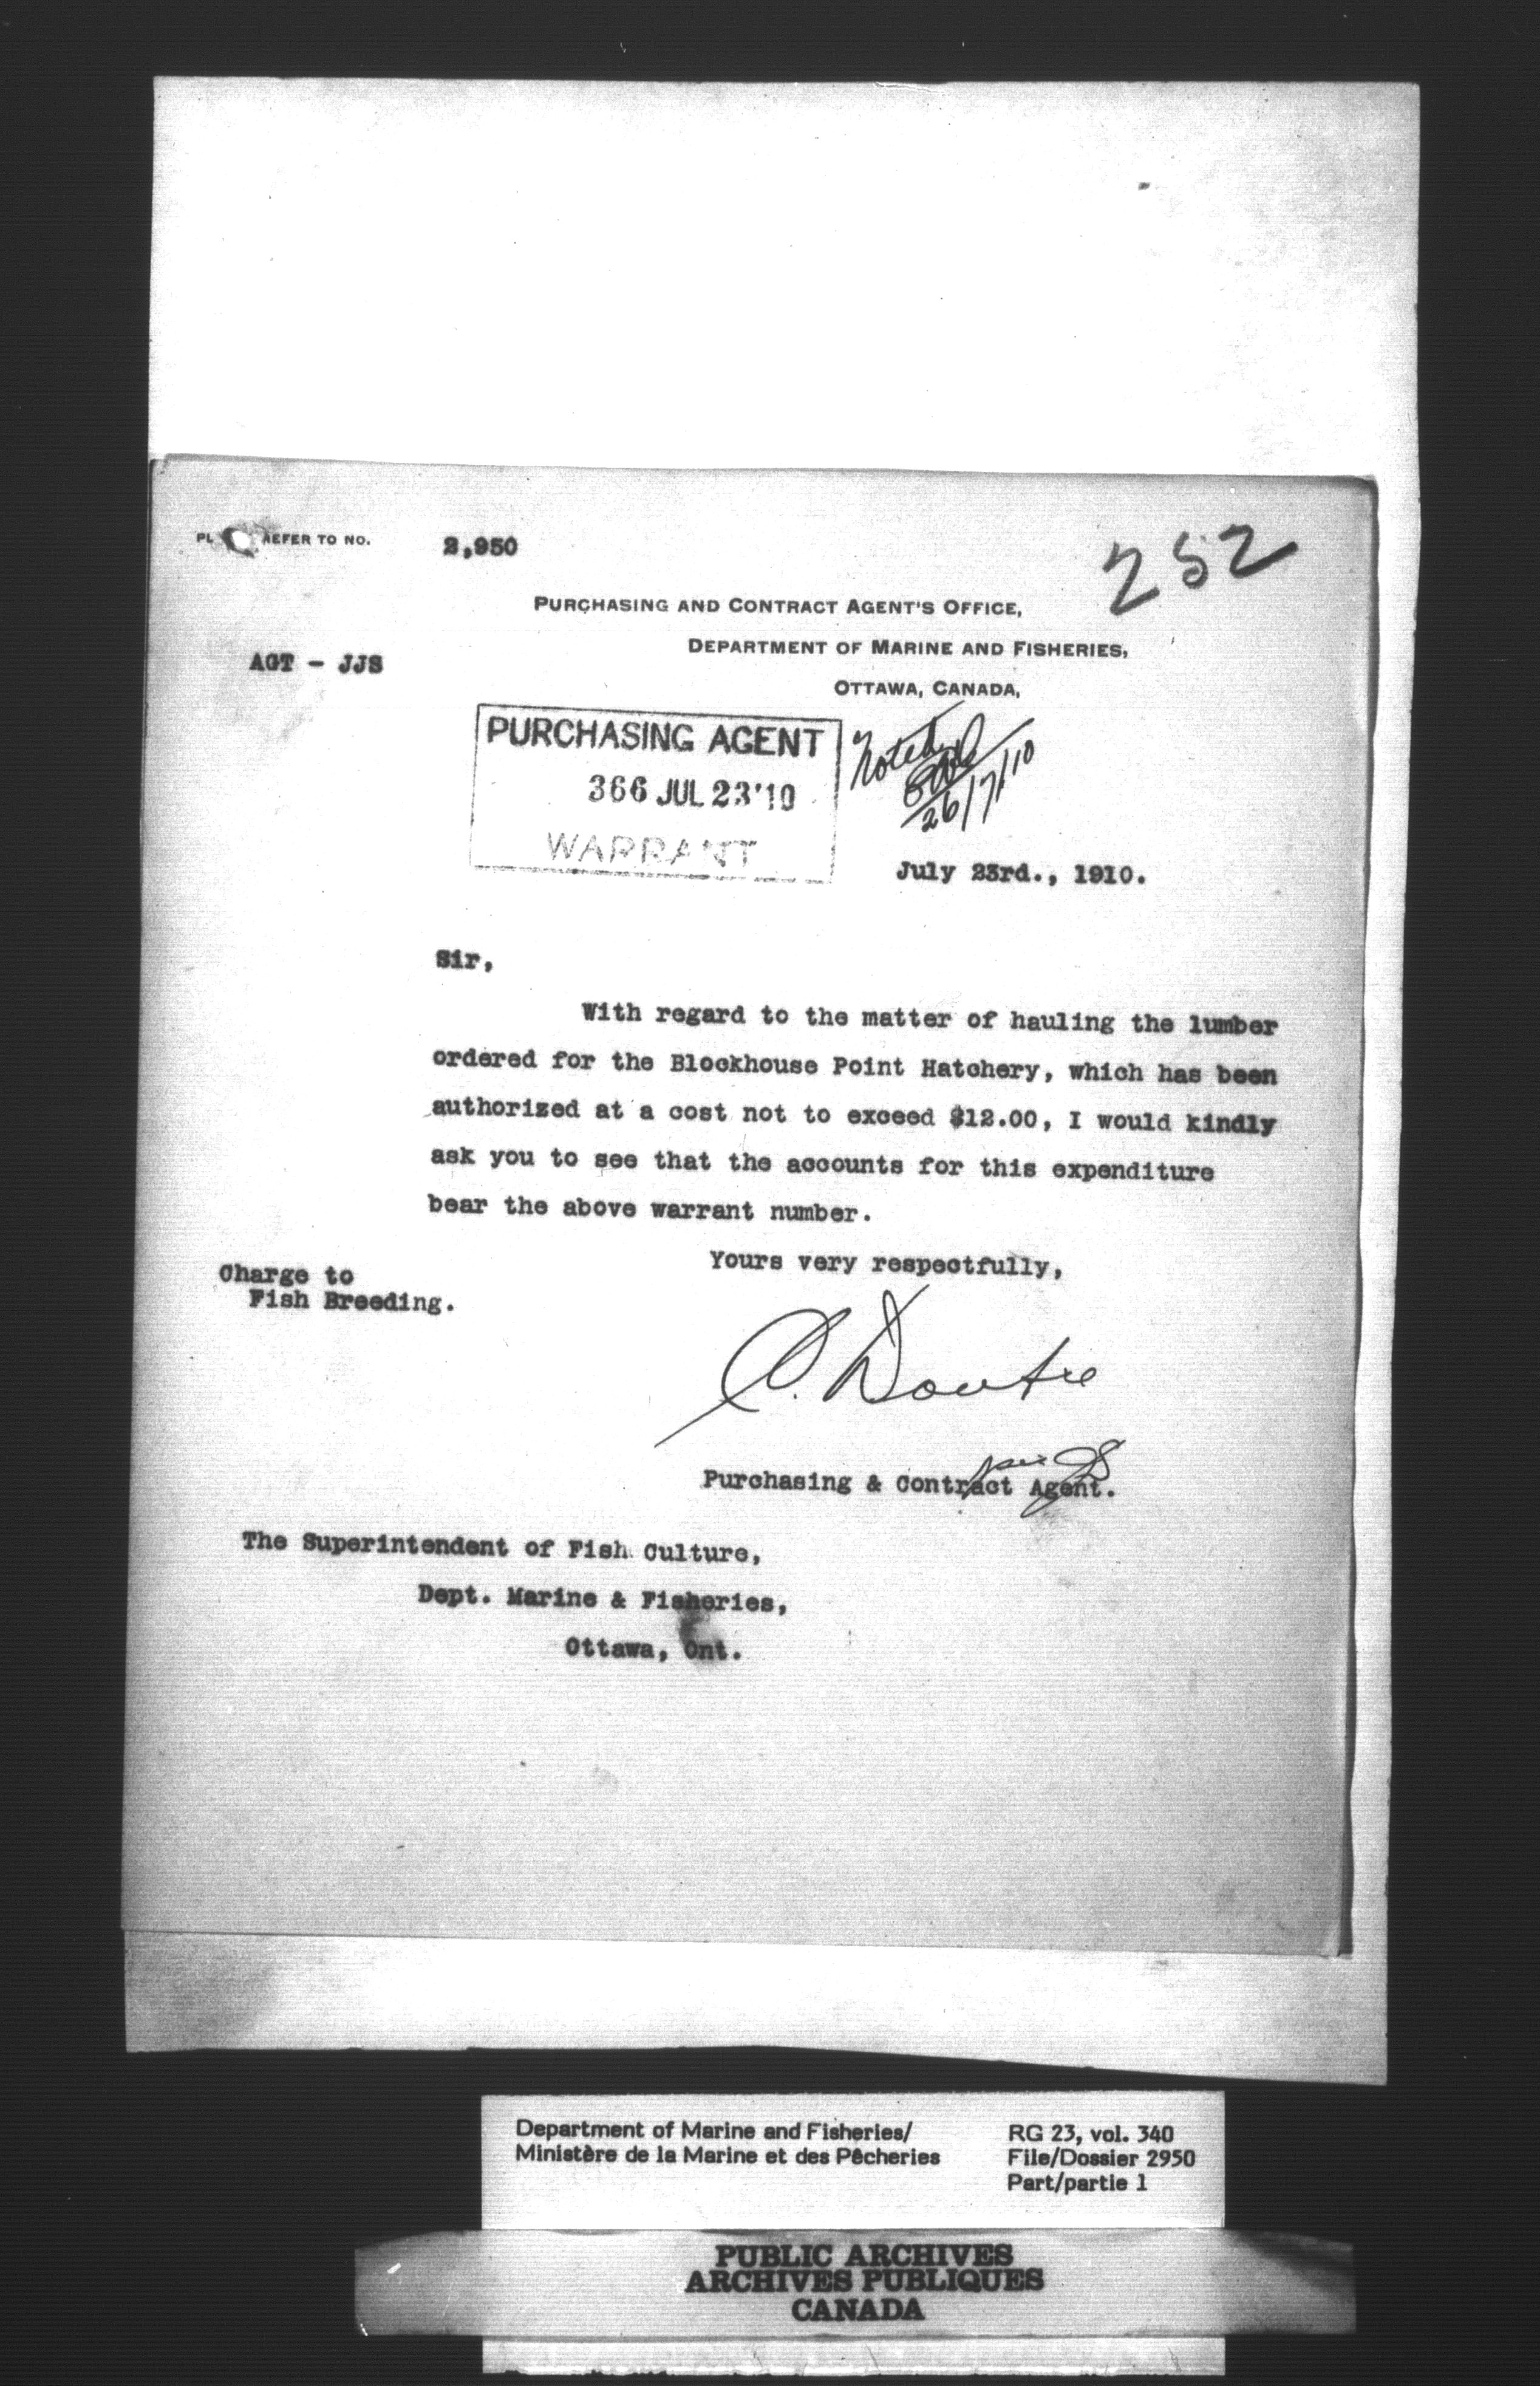 PL REFER TO NO. 2,950
252
PURCHASING AND CONTRACT AGENT'S OFFICE,
DEPARTMENT OF MARINE AND FISHERIES,
AGT - JJS
OTTAWA, CANADA,
PURCHASING AGENT
366 JUL 23'10
WARRANT
Noted
26/7/10
July 23rd., 1910.
Sir,
With regard to the matter of hauling the lumber
ordered for the Blockhouse Point Hatchery, which has been
authorized at a cost not to exceed $12.00, I would kindly
ask you to see that the accounts for this expenditure
bear the above warrant number.
Yours very respectfully,
Charge to
Fish Breeding.
C. Doutre
Purchasing & Contract Agent.
The Superintendent of Fish Culture,
Dept. Marine & Fisheries,
Ottawa, Ont.
Department of Marine and Fisheries/
Ministère de la Marine et des Pêcheries
RG 23, vol. 340
File/Dossier 2950
Part/partie 1
PUBLIC ARCHIVES
ARCHIVES PUBLIQUES
CANADA